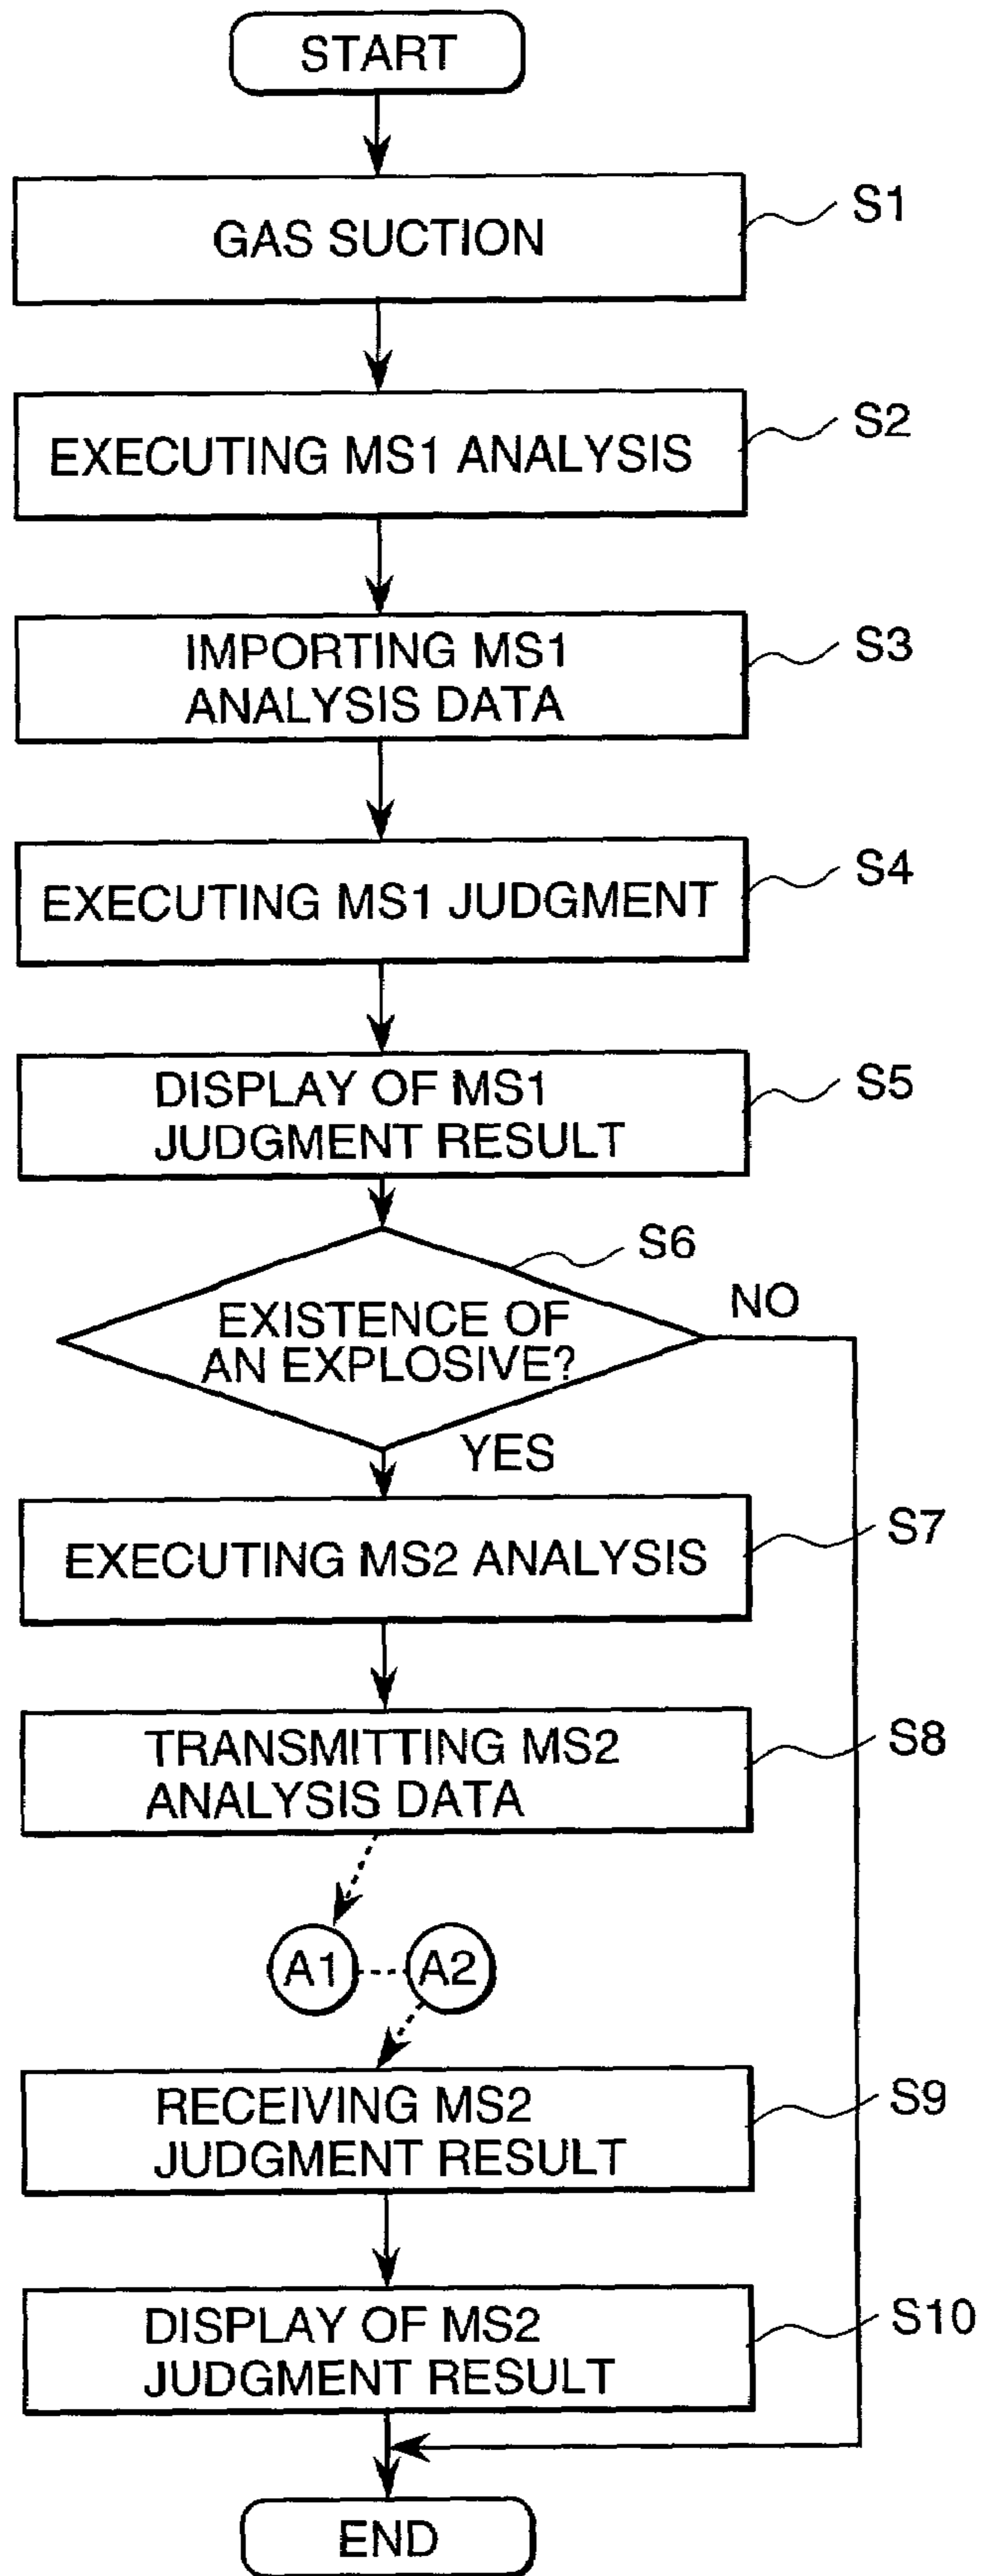 START
GAS SUCTION
S1
EXECUTING MS1 ANALYSIS
S2
IMPORTING MS1
ANALYSIS DATA
S3
EXECUTING MS1 JUDGMENT
S4
DISPLAY OF MS1
JUDGMENT RESULT
S5
S6
EXISTENCE OF
AN EXPLOSIVE?
NO
YES
EXECUTING MS2 ANALYSIS
S7
TRANSMITTING MS2
ANALYSIS DATA
S8
A1
A2
RECEIVING MS2
JUDGMENT RESULT
S9
DISPLAY OF MS2
JUDGMENT RESULT
S10
END